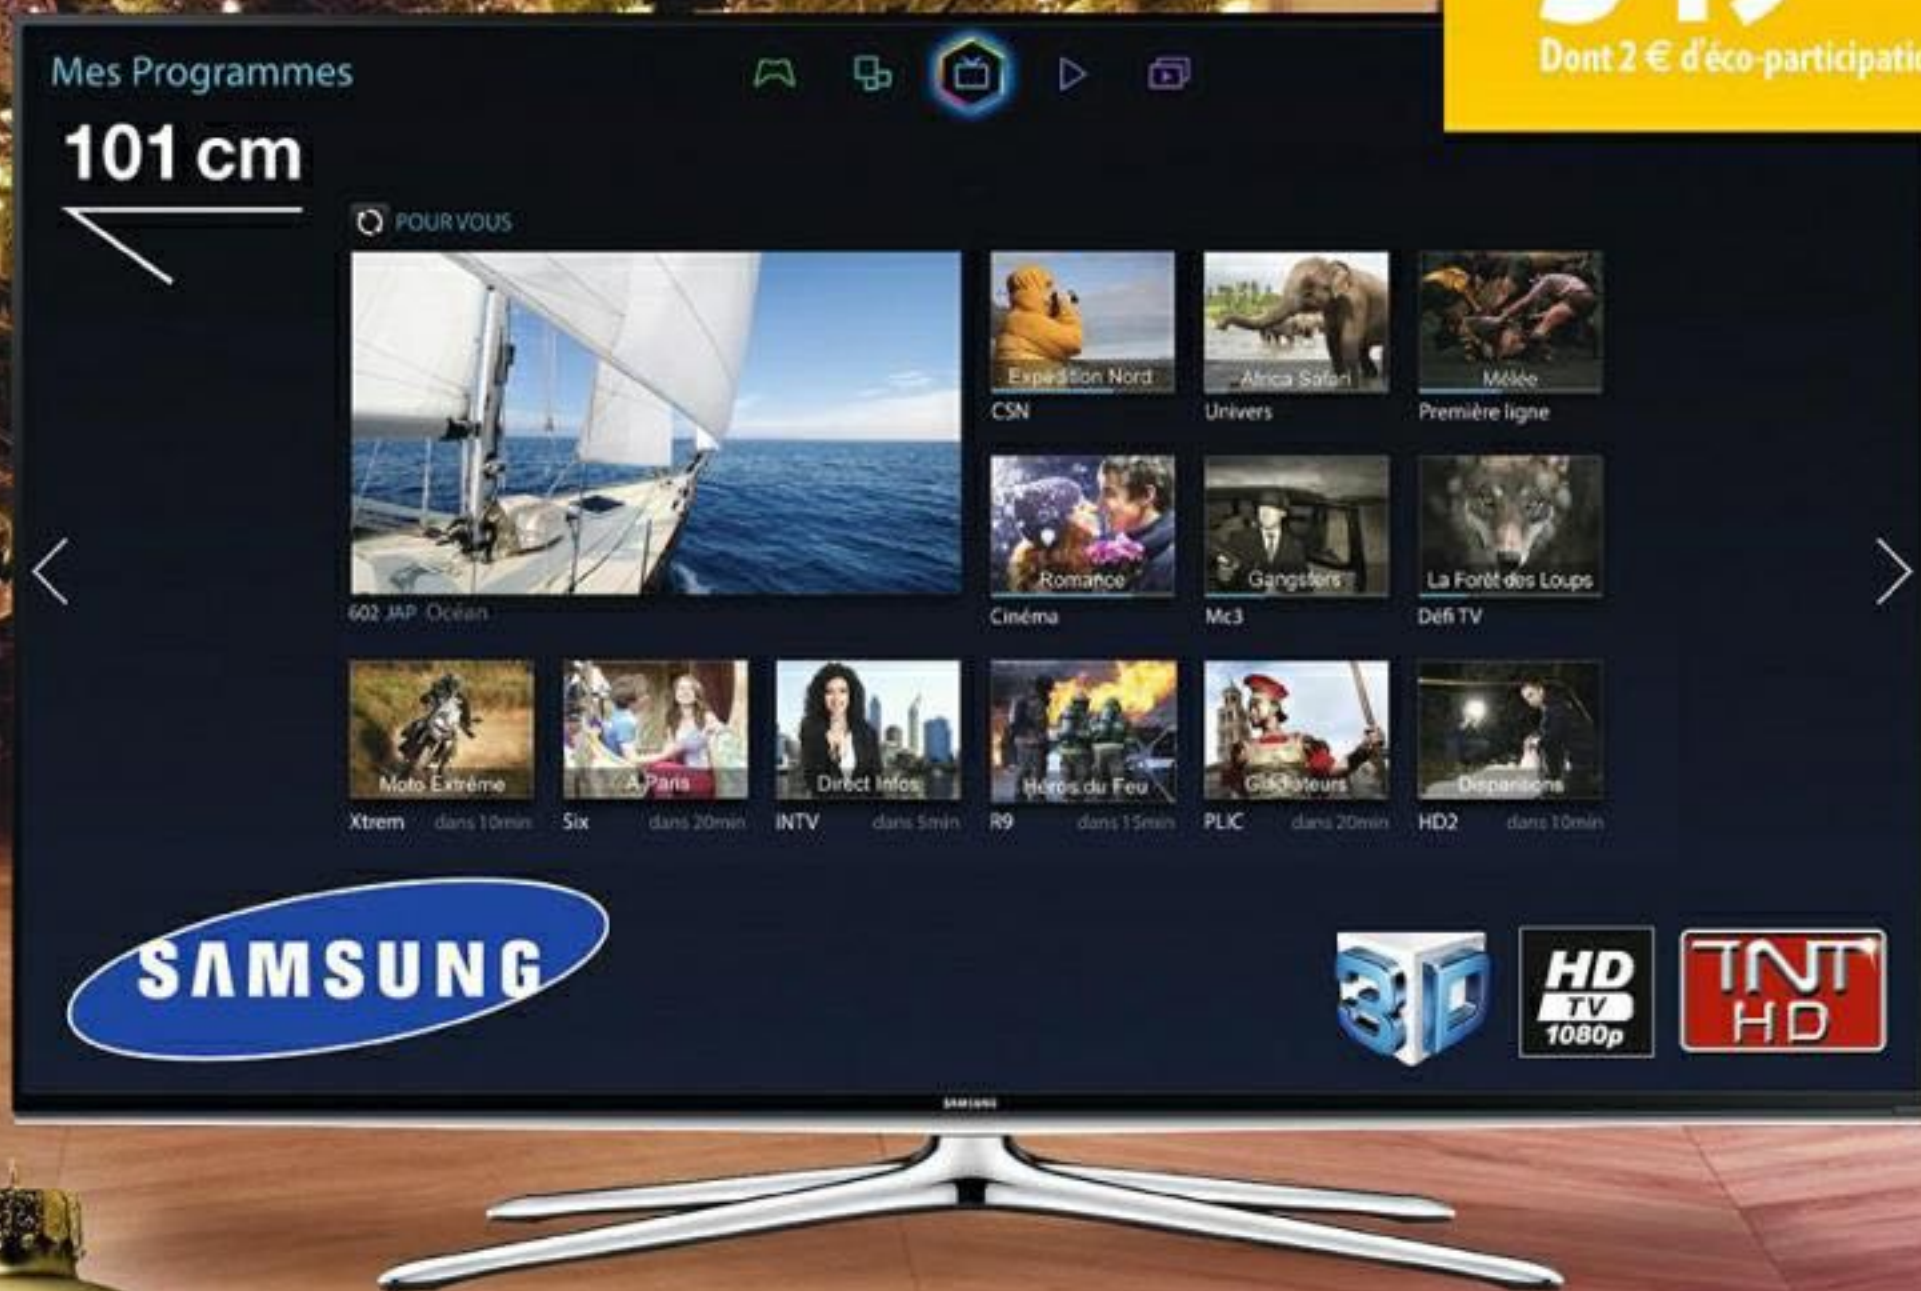 Dont 2 € d'éco-participatio
Mes Programmes
101 cm
POUR VOUS
Expédition Nord
Africa Safari
Mêlée
CSN
Univers
Première ligne
Romance
Gangsters
La Forêt des Loups
602 JAP Océan
Cinéma
Mc3
Défi TV
Moto Extrême
A Paris
Direct Infos
Héros du Feu
Gladiateurs
Disparitions
Xtrem dans 10min
Six dans 20min
INTV dans 5min
R9 dans 15min
PLIC dans 20min
HD2 dans 10min
SAMSUNG
3D
HD
TV
1080p
TNT
HD
SAMSUNG